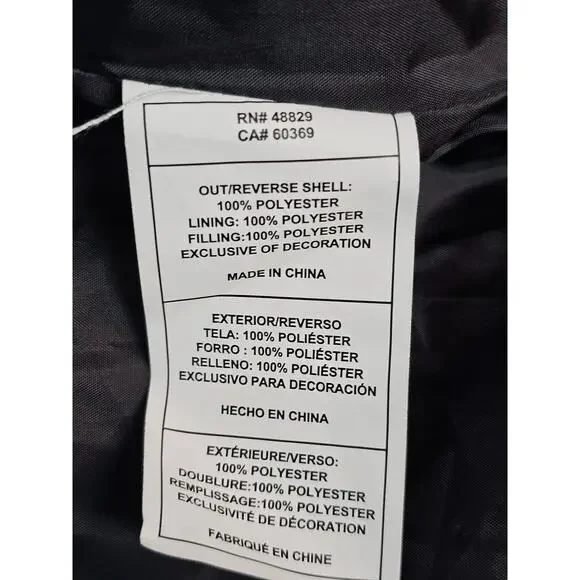 RN# 48829
CA# 60369
OUT/REVERSE SHELL:
100% POLYESTER
LINING: 100% POLYESTER
FILLING:100% POLYESTER
EXCLUSIVE OF DECORATION
MADE IN CHINA
EXTERIOR/REVERSO
TELA: 100% POLIÉSTER
FORRO : 100% POLIÉSTER
RELLENO: 100% POLIÉSTER
EXCLUSIVO PARA DECORACIÓN
HECHO EN CHINA
EXTÉRIEURE/VERSO:
100% POLYESTER
DOUBLURE:100% POLYESTER
REMPLISSAGE:100% POLYESTER
EXCLUSIVITÉ DE DÉCORATION
FABRIQUÉ EN CHINE